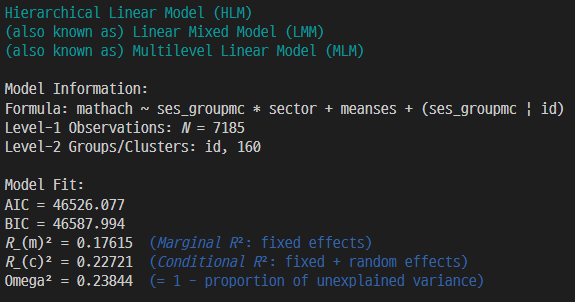 Hierarchical Linear Model (HLM)
(also known as) Linear Mixed Model (LMM)
(also known as) Multilevel Linear Model (MLM)
Model Information:
Formula: mathach ~ ses_groupmc * sector + meanses + (ses_groupmc ¦ id)
Level-1 Observations: N = 7185
Level-2 Groups/Clusters: id, 160
Model Fit:
AIC = 46526.077
BIC = 46587.994
R_(m)² = 0.17615 (Marginal R²: fixed effects)
R_(c)² = 0.22721 (Conditional R²: fixed + random effects)
Omega² = 0.23844 (= 1 - proportion of unexplained variance)